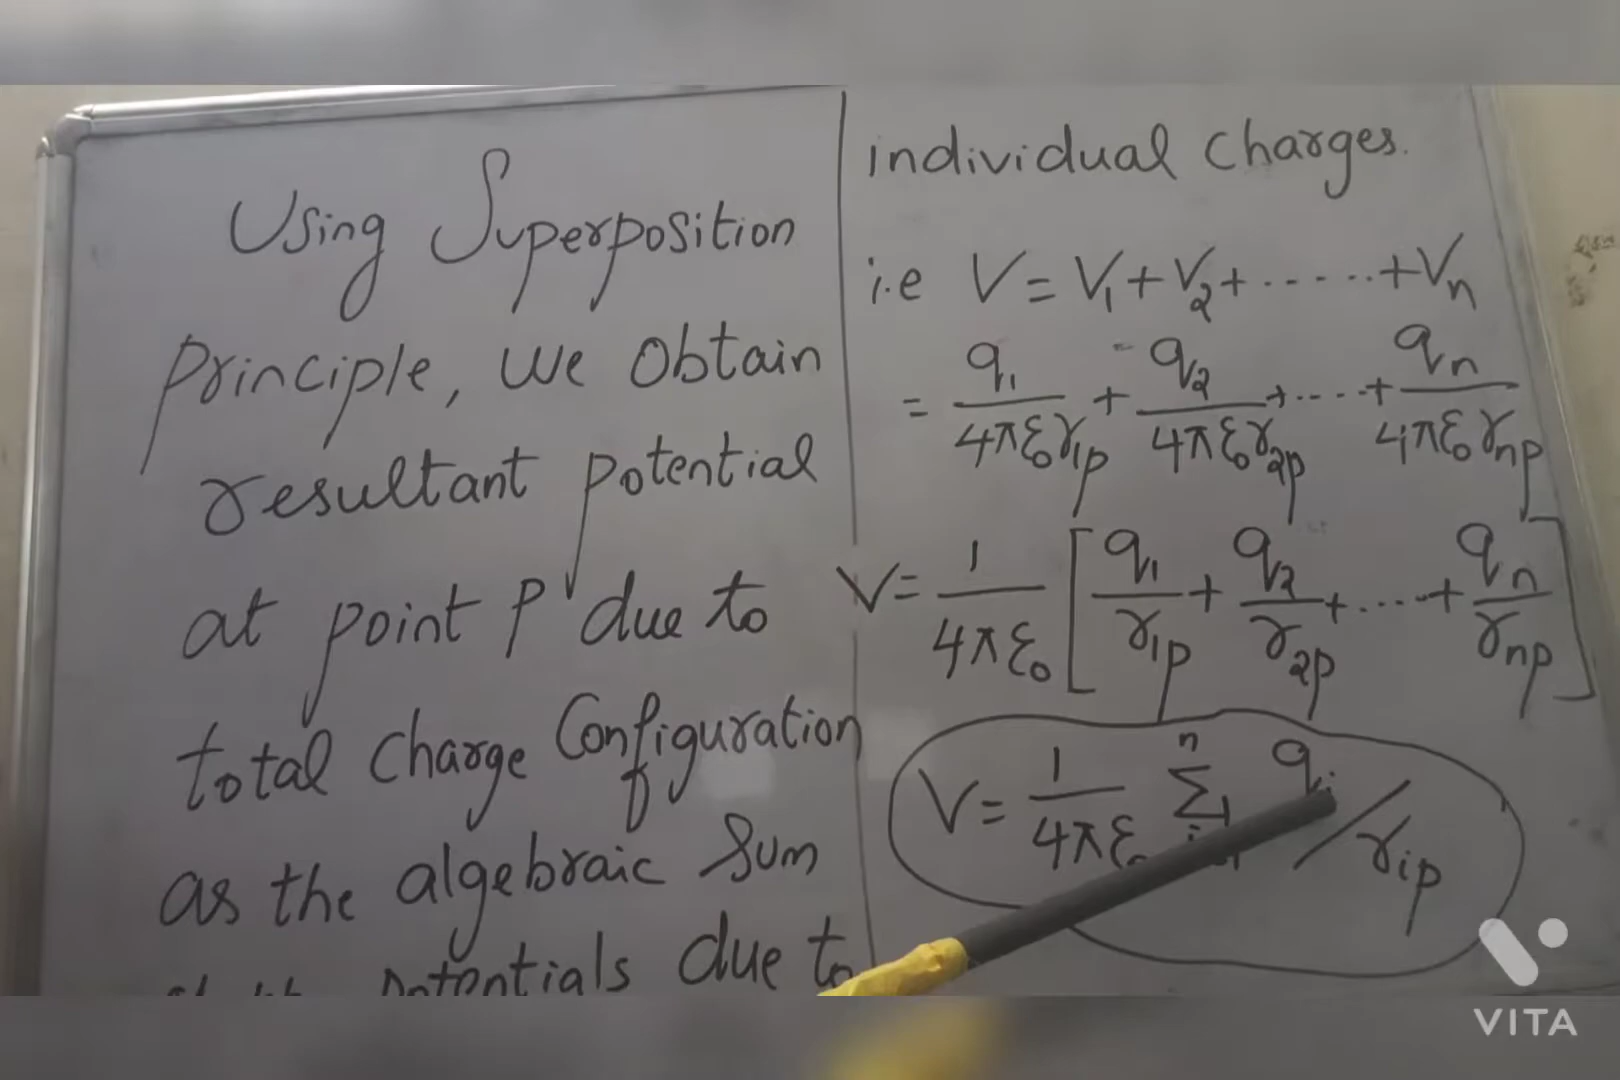 Using Superposition
principle, we obtain
resultant potential
at point P due to
total charge Configuration
as the algebraic Sum
potentials due to
individual charges.
i.e V = V₁ + V₂ + ...... + Vₙ
= q₁/4πε₀r₁ₚ + q₂/4πε₀r₂ₚ + .... + qₙ/4πε₀rₙₚ
V = 1/4πε₀ [q₁/r₁ₚ + q₂/r₂ₚ + .... + qₙ/rₙₚ]
V = 1/4πε₀ ∑ⁿᵢ₌₁ qᵢ/rᵢₚ
VITA